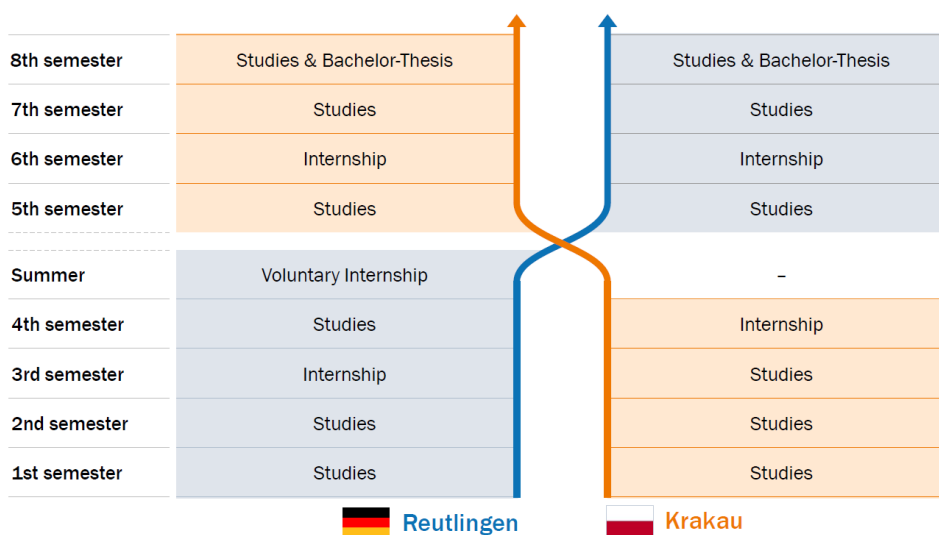 8th semester Studies & Bachelor-Thesis Studies & Bachelor-Thesis
7th semester Studies Studies
6th semester Internship Internship
5th semester Studies Studies
Summer Voluntary Internship –
4th semester Studies Internship
3rd semester Internship Studies
2nd semester Studies Studies
1st semester Studies Studies
Reutlingen Krakau